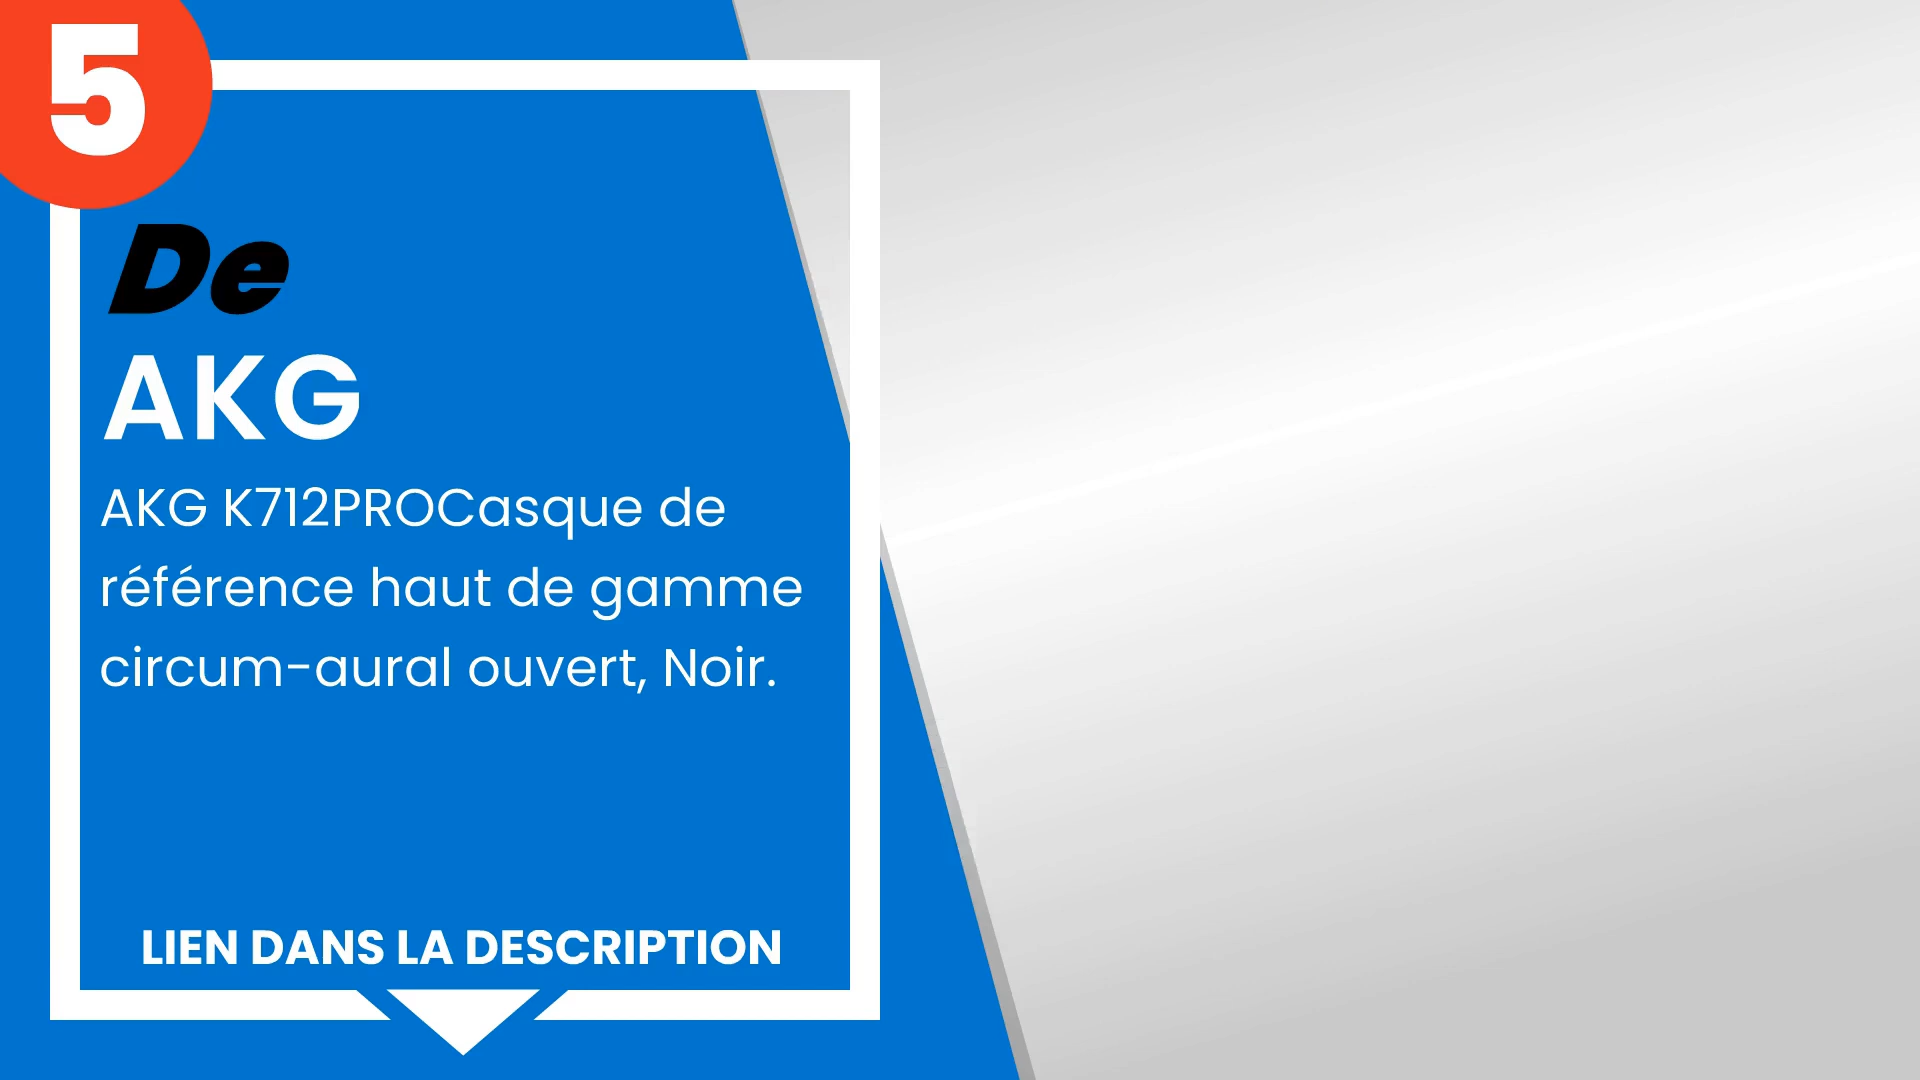 5
De
AKG
AKG K712PROCasque de
référence haut de gamme
circum-aural ouvert, Noir.
LIEN DANS LA DESCRIPTION